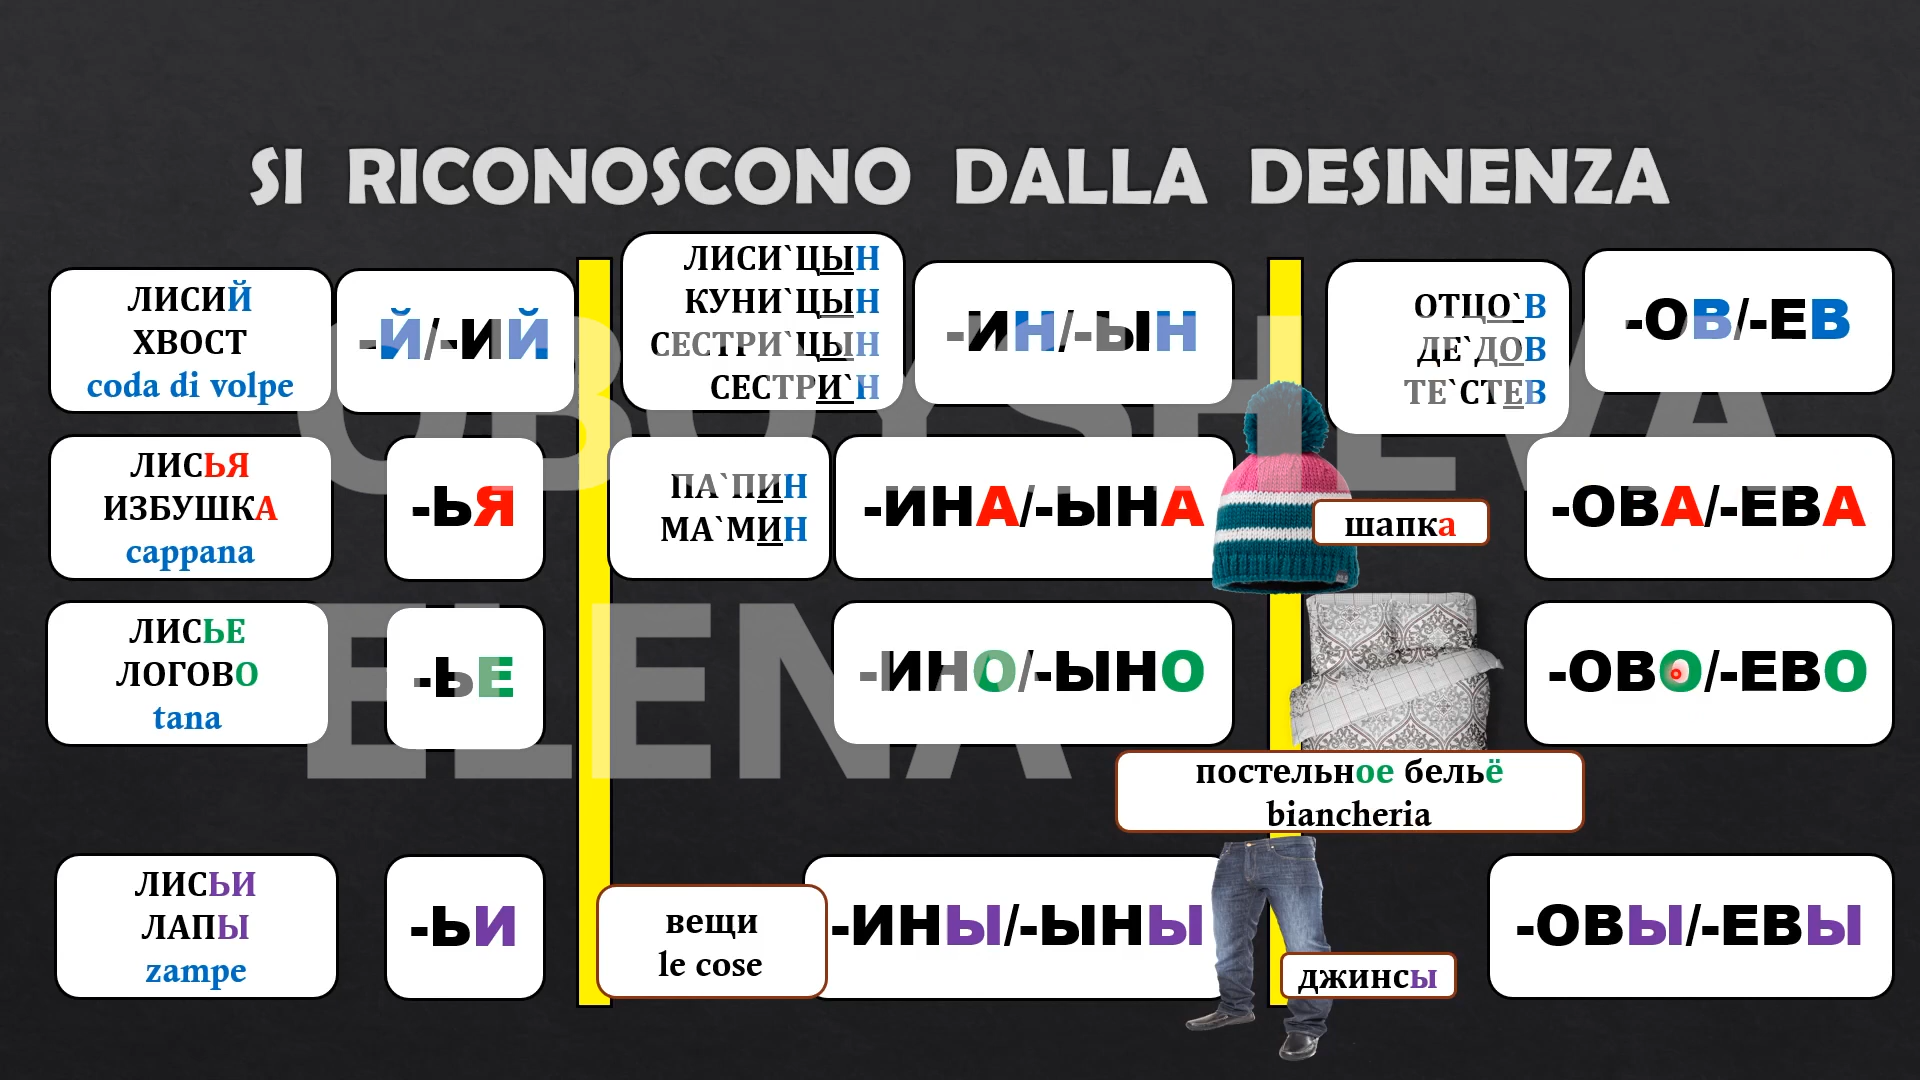 SI RICONOSCONO DALLA DESINENZA
ЛИСИЙ
ХВОСТ
coda di volpe
-Й/-ИЙ
ЛИСИ`ЦЫН
КУНИ`ЦЫН
СЕСТРИ`ЦЫН
СЕСТРИ`Н
-ИН/-ЫН
ОТЦО`В
ДЕ`ДОВ
ТЕ`СТЕВ
-ОВ/-ЕВ
ЛИСЬЯ
ИЗБУШКА
cappana
-ЬЯ
ПА`ПИН
МА`МИН
-ИНА/-ЫНА
шапка
-ОВА/-ЕВА
ЛИСЬЕ
ЛОГОВО
tana
-ЬЕ
-ИНО/-ЫНО
-ОВО/-ЕВО
постельное бельё
biancheria
ЛИСЬИ
ЛАПЫ
zampe
-ЬИ
вещи
le cose
-ИНЫ/-ЫНЫ
джинсы
-ОВЫ/-ЕВЫ
OBOYSHEVA
ELENA